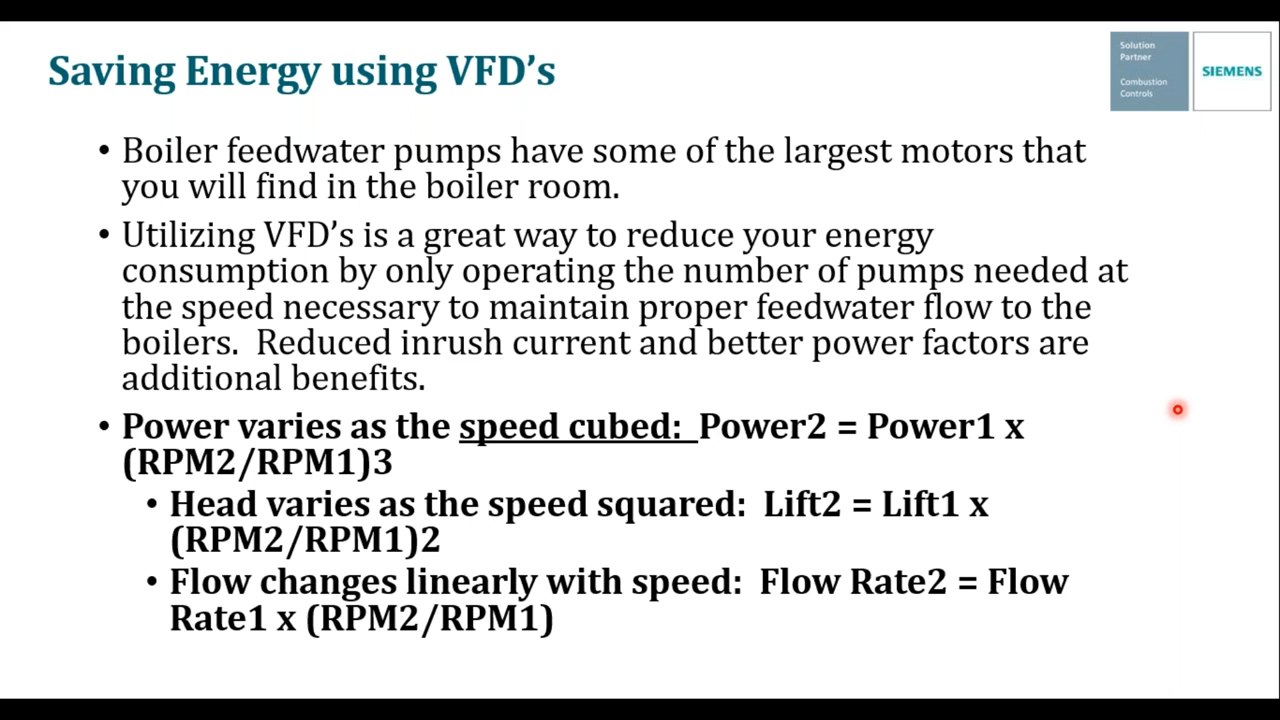 Saving Energy using VFD’s
Solution
Partner
Combustion
Controls
SIEMENS
• Boiler feedwater pumps have some of the largest motors that
you will find in the boiler room.
• Utilizing VFD’s is a great way to reduce your energy
consumption by only operating the number of pumps needed at
the speed necessary to maintain proper feedwater flow to the
boilers.  Reduced inrush current and better power factors are
additional benefits.
• Power varies as the speed cubed:  Power2 = Power1 x
(RPM2/RPM1)3
• Head varies as the speed squared:  Lift2 = Lift1 x
(RPM2/RPM1)2
• Flow changes linearly with speed:  Flow Rate2 = Flow
Rate1 x (RPM2/RPM1)